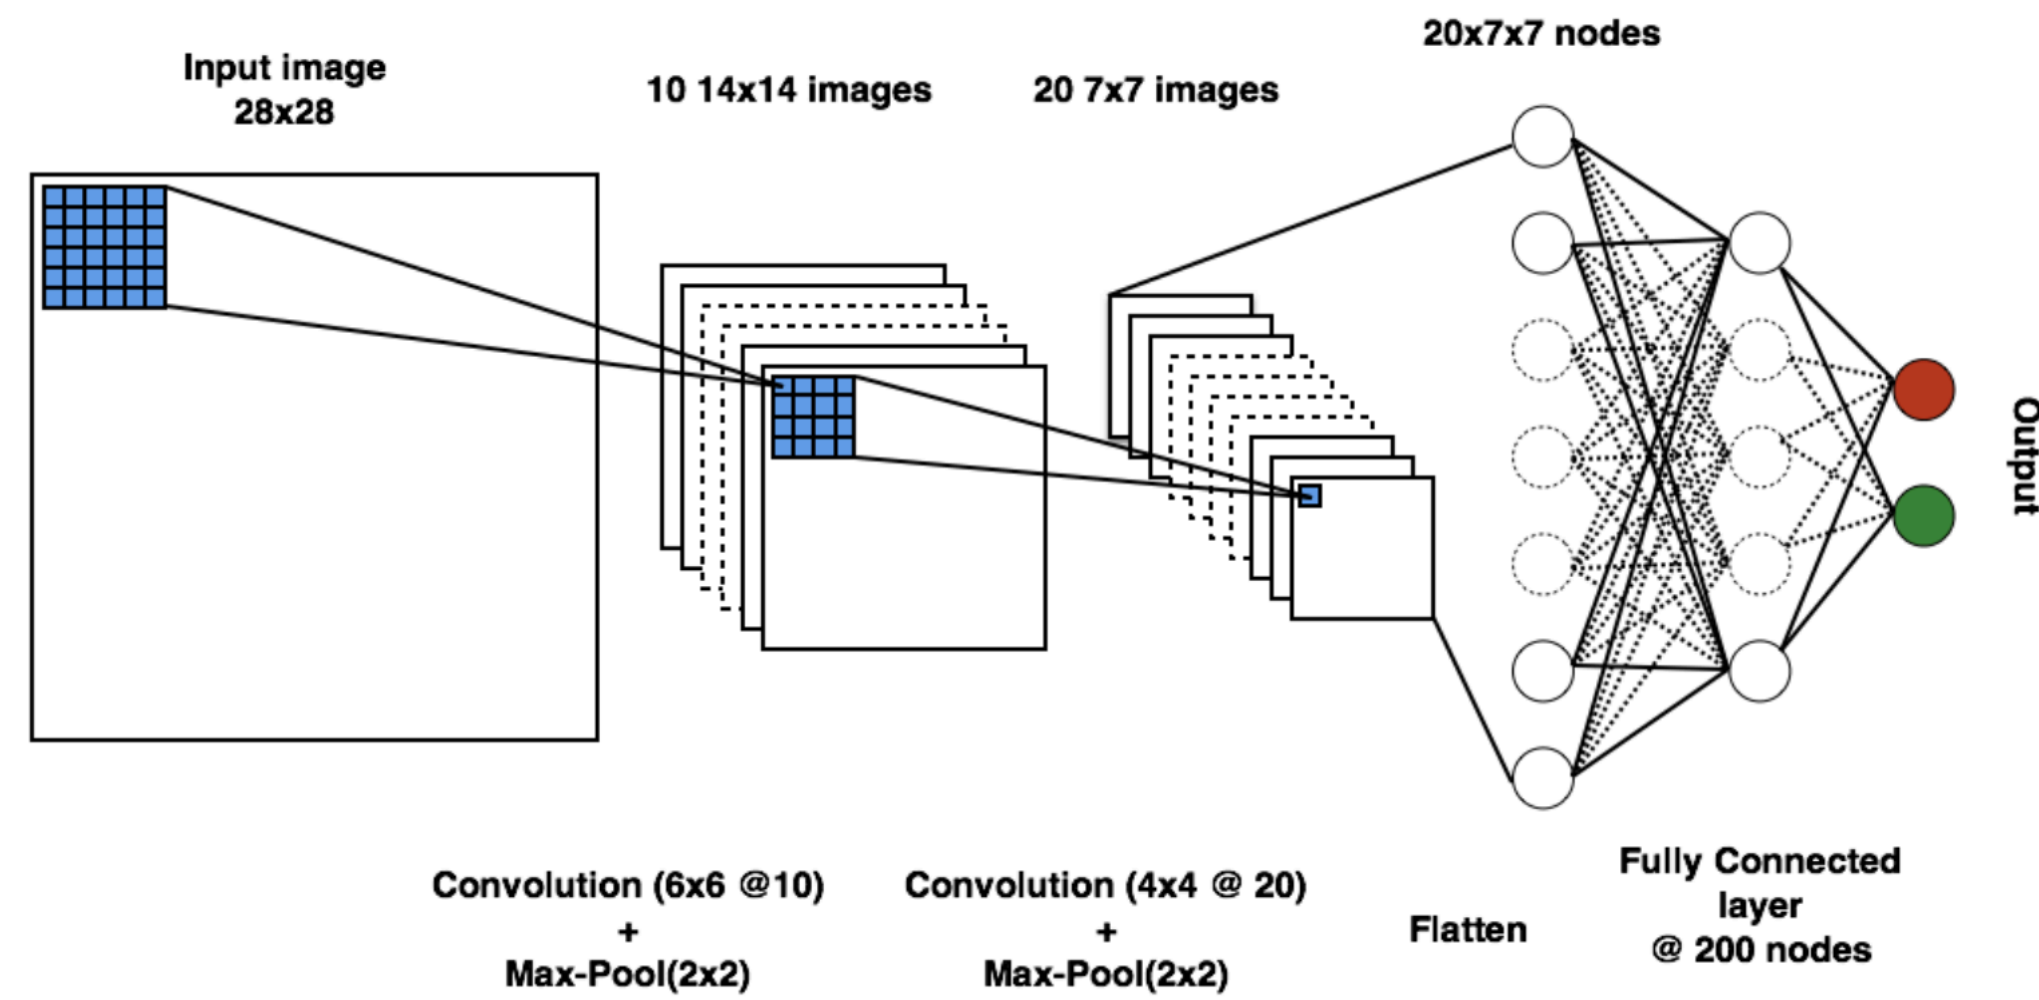 Input image
28x28
10 14x14 images
20 7x7 images
20x7x7 nodes
Output
Convolution (6x6 @10)
+
Max-Pool(2x2)
Convolution (4x4 @ 20)
+
Max-Pool(2x2)
Flatten
Fully Connected
layer
@ 200 nodes